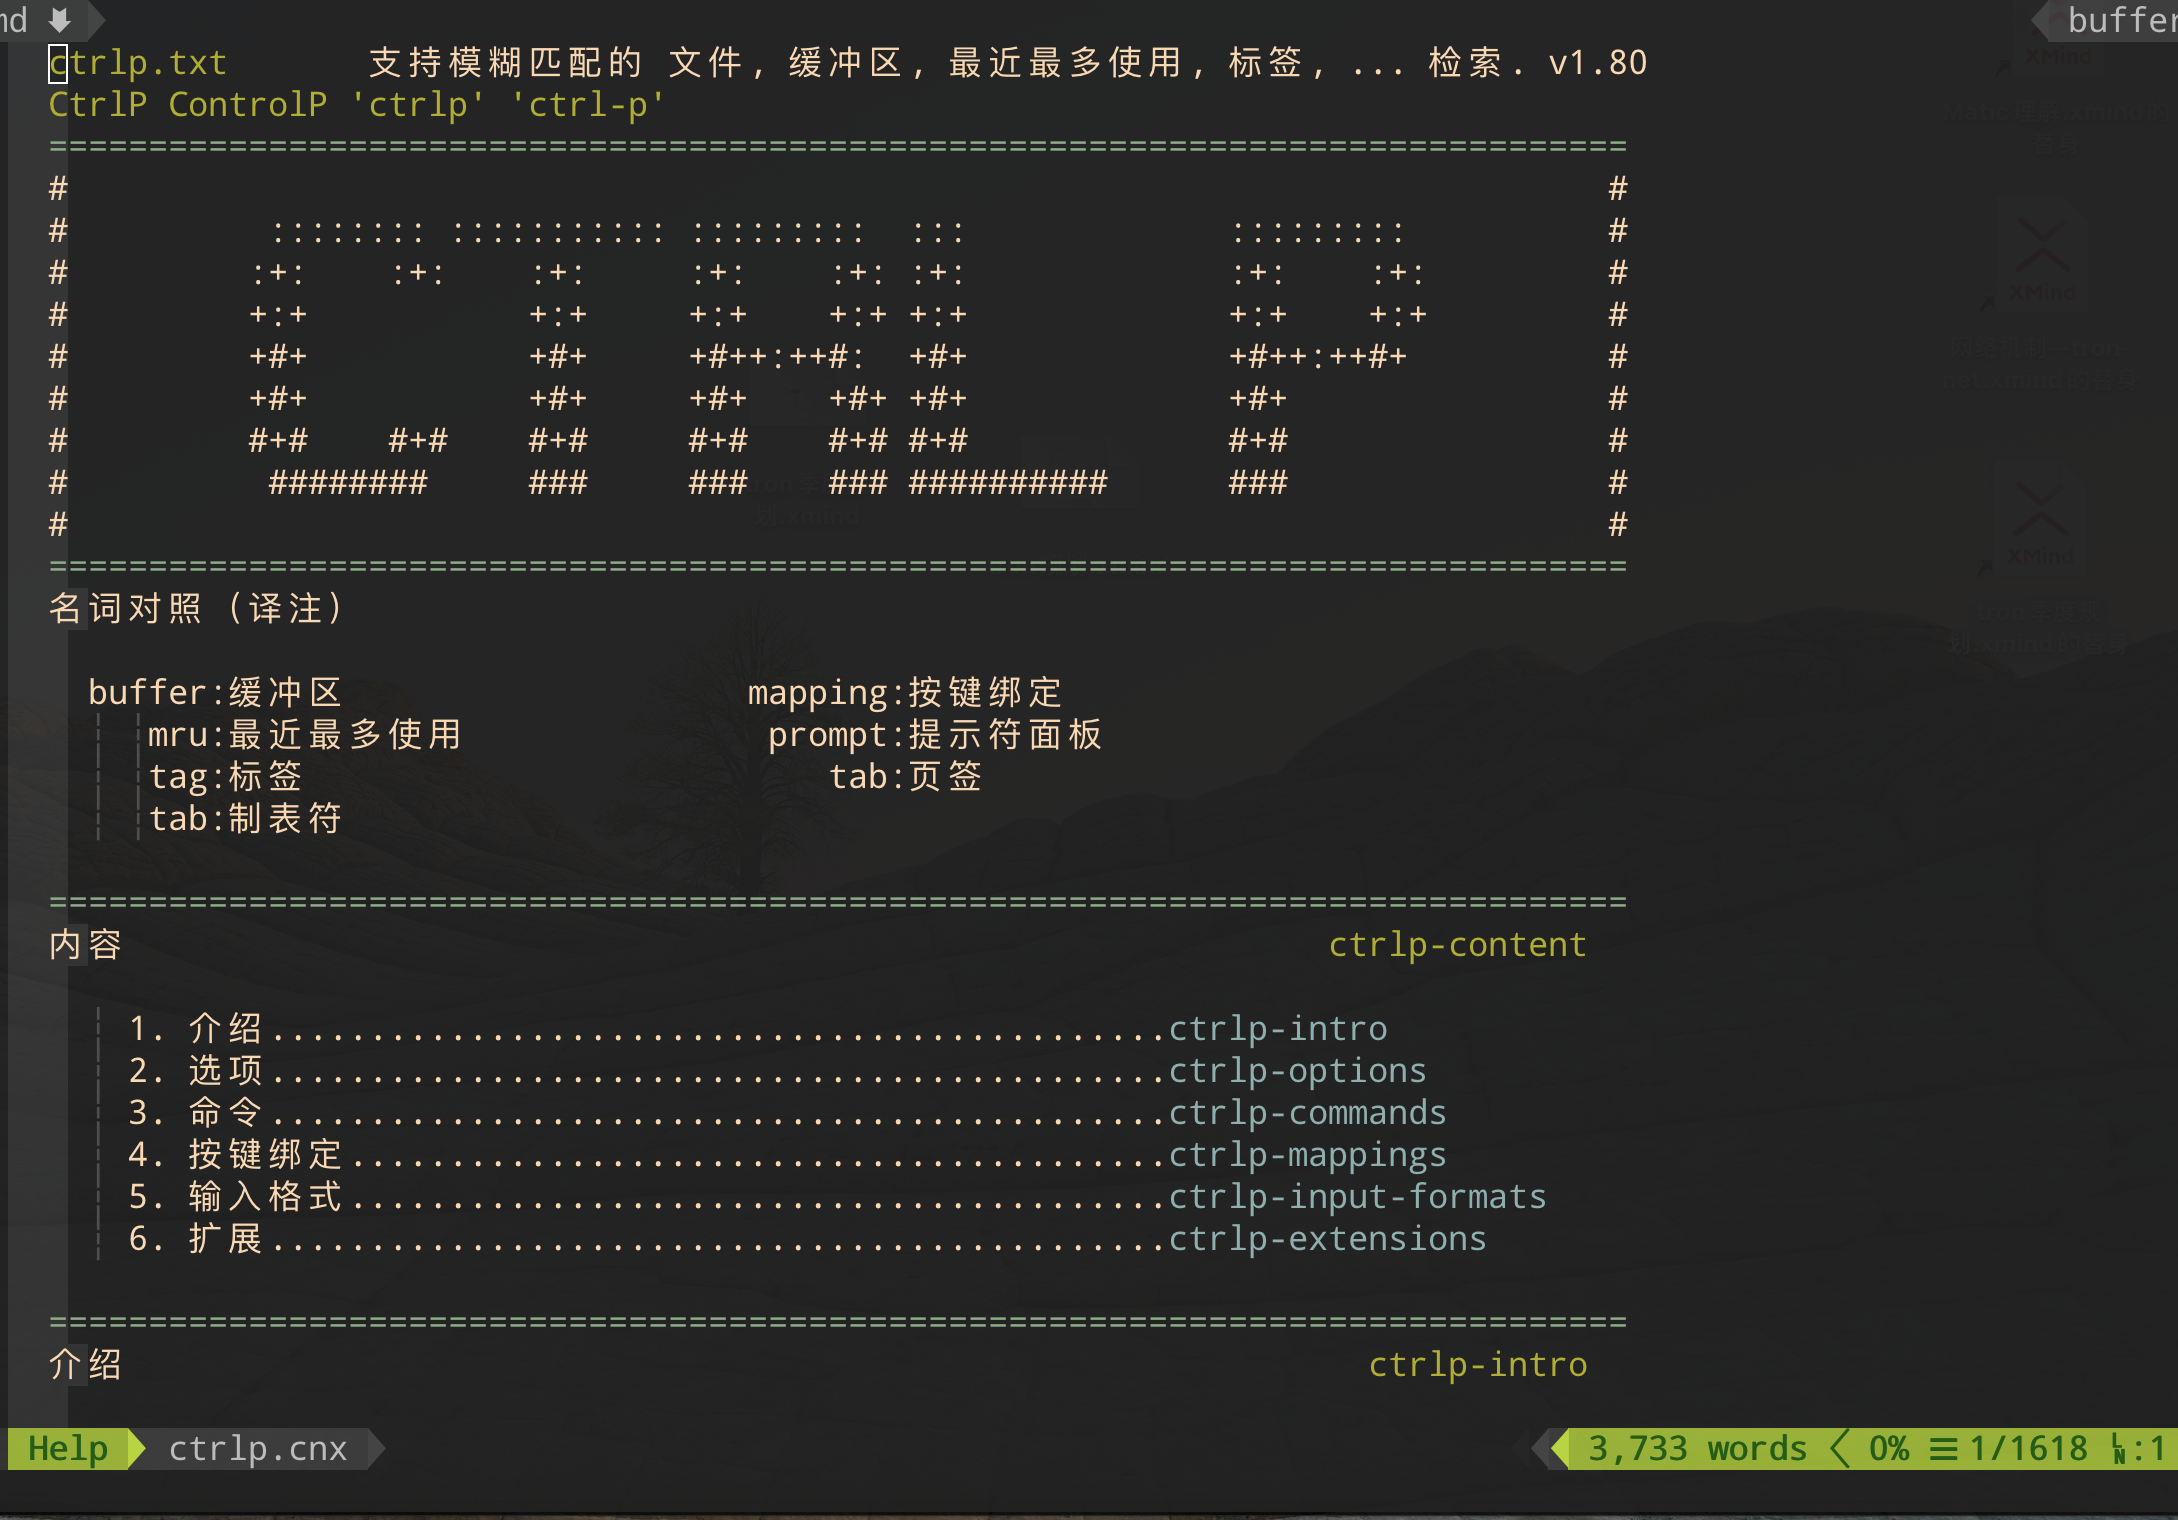 md
buffer
ctrlp.txt       支持模糊匹配的 文件, 缓冲区, 最近最多使用, 标签, ... 检索. v1.80
CtrlP ControlP 'ctrlp' 'ctrl-p'
===============================================================================
#                                                                             #
#          :::::::: ::::::::::: :::::::::  :::             :::::::::          #
#         :+:    :+:    :+:     :+:    :+: :+:             :+:    :+:         #
#         +:+           +:+     +:+    +:+ +:+             +:+    +:+         #
#         +#+           +#+     +#++:++#:  +#+             +#++:++#+          #
#         +#+           +#+     +#+    +#+ +#+             +#+                #
#         #+#    #+#    #+#     #+#    #+# #+#             #+#                #
#          ########     ###     ###    ### ##########      ###                #
#                                                                             #
===============================================================================
名词对照（译注）
  buffer:缓冲区                    mapping:按键绑定
     mru:最近最多使用               prompt:提示符面板
     tag:标签                          tab:页签
     tab:制表符
===============================================================================
内容                                                            ctrlp-content
    1. 介绍.............................................ctrlp-intro
    2. 选项.............................................ctrlp-options
    3. 命令.............................................ctrlp-commands
    4. 按键绑定.........................................ctrlp-mappings
    5. 输入格式.........................................ctrlp-input-formats
    6. 扩展.............................................ctrlp-extensions
===============================================================================
介绍                                                              ctrlp-intro
Help ctrlp.cnx 3,733 words 0% ☰ 1/1618 LN:1